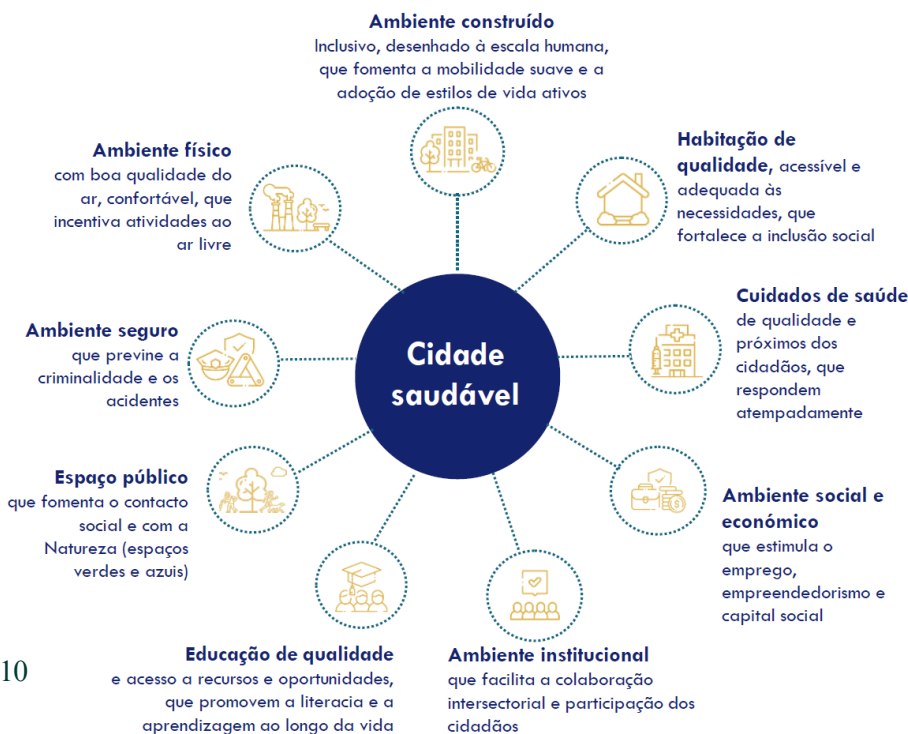 Ambiente construído
Inclusivo, desenhado à escala humana,
que fomenta a mobilidade suave e a
adoção de estilos de vida ativos
Habitação de
qualidade, acessível e
adequada às
necessidades, que
fortalece a inclusão social
Cuidados de saúde
de qualidade e
próximos dos
cidadãos, que
respondem
atempadamente
Ambiente social e
económico
que estimula o
emprego,
empreendedorismo e
capital social
Ambiente institucional
que facilita a colaboração
intersectorial e participação dos
cidadãos
Educação de qualidade
e acesso a recursos e oportunidades,
que promovem a literacia e a
aprendizagem ao longo da vida
Espaço público
que fomenta o contacto
social e com a
Natureza (espaços
verdes e azuis)
Ambiente seguro
que previne a
criminalidade e os
acidentes
Ambiente físico
com boa qualidade do
ar, confortável, que
incentiva atividades ao
ar livre
Cidade
saudável
10